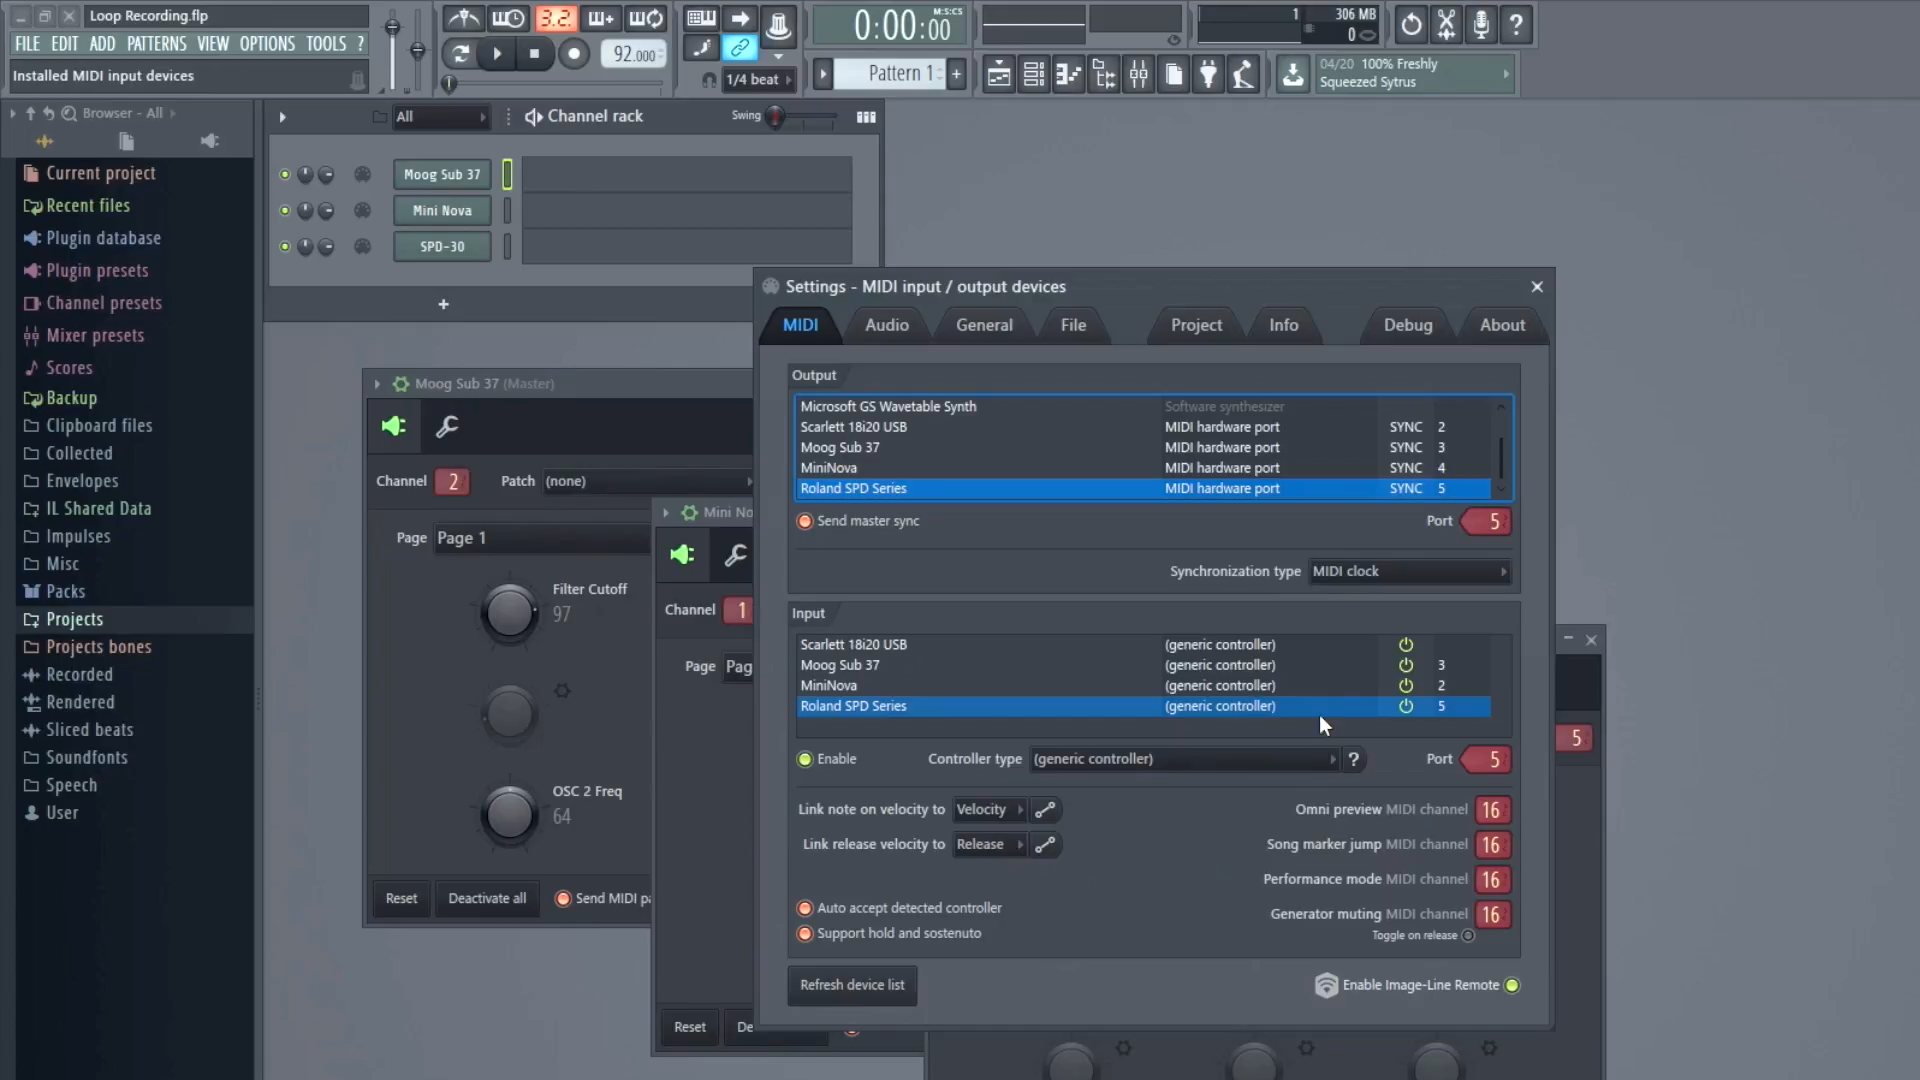 Loop Recording.flp
FILE EDIT ADD PATTERNS VIEW OPTIONS TOOLS ?
Installed MIDI input devices
3.2.
92.000
1/4 beat
0:00:00
M:S:CS
Pattern 1
+
1
306 MB
0
?
04/20 100% Freshly
Squeezed Sytrus
Browser - All
Current project
Recent files
Plugin database
Plugin presets
Channel presets
Mixer presets
Scores
Backup
Clipboard files
Collected
Envelopes
IL Shared Data
Impulses
Misc
Packs
Projects
Projects bones
Recorded
Rendered
Sliced beats
Soundfonts
Speech
User
All
Channel rack
Swing
Moog Sub 37
Mini Nova
SPD-30
+
Moog Sub 37 (Master)
Channel 2 Patch (none)
Page Page 1
Filter Cutoff
97
OSC 2 Freq
64
Reset Deactivate all Send MIDI pa
Mini No
Channel 1
Page Pag
Reset De
Settings - MIDI input / output devices
MIDI Audio General File Project Info Debug About
Output
Microsoft GS Wavetable Synth Software synthesizer
Scarlett 18i20 USB MIDI hardware port SYNC 2
Moog Sub 37 MIDI hardware port SYNC 3
MiniNova MIDI hardware port SYNC 4
Roland SPD Series MIDI hardware port SYNC 5
Send master sync Port 5
Synchronization type MIDI clock
Input
Scarlett 18i20 USB (generic controller)
Moog Sub 37 (generic controller) 3
MiniNova (generic controller) 2
Roland SPD Series (generic controller) 5
Enable Controller type (generic controller) ? Port 5
Link note on velocity to Velocity Omni preview MIDI channel 16
Link release velocity to Release Song marker jump MIDI channel 16
Performance mode MIDI channel 16
Auto accept detected controller Generator muting MIDI channel 16
Support hold and sostenuto Toggle on release
Refresh device list Enable Image-Line Remote
5